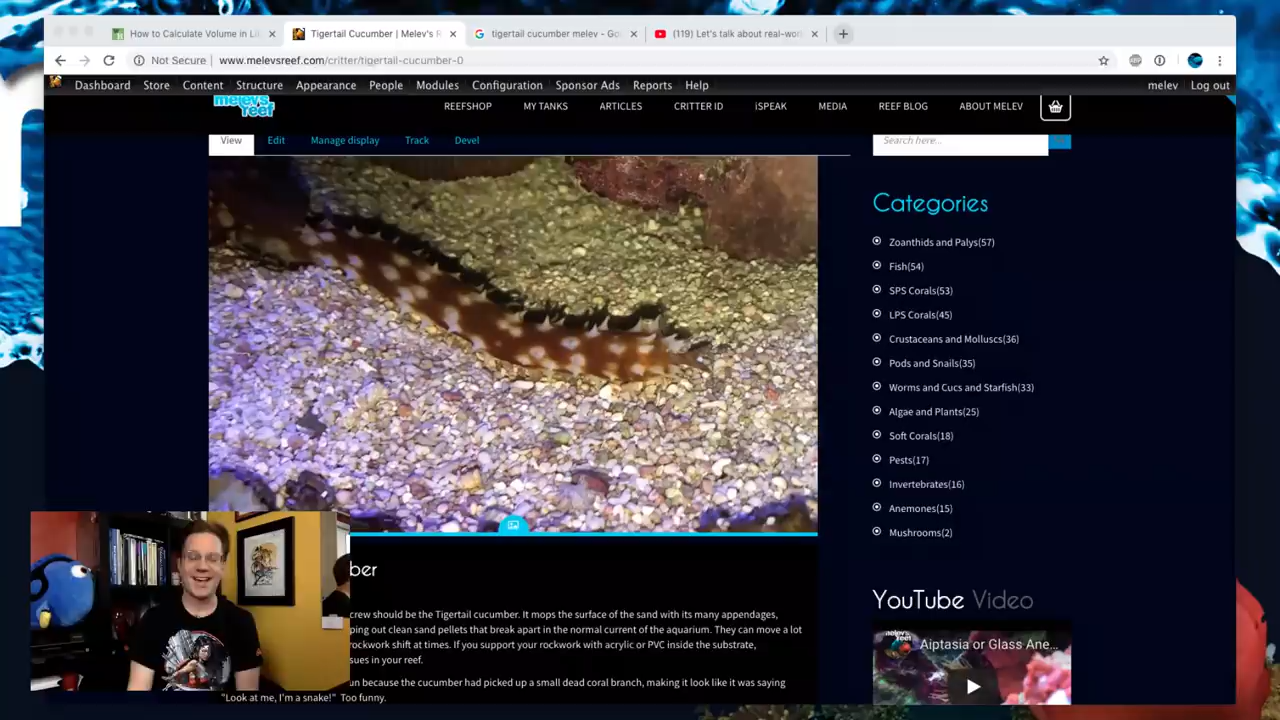 How to Calculate Volume in Li
Tigertail Cucumber | Melev's R
tigertail cucumber melev - Go
(119) Let's talk about real-wor
Not Secure | www.melevsreef.com/critter/tigertail-cucumber-0
Dashboard Store Content Structure Appearance People Modules Configuration Sponsor Ads Reports Help melev Log out
melev's reef
REEFSHOP MY TANKS ARTICLES CRITTER ID iSPEAK MEDIA REEF BLOG ABOUT MELEV
View Edit Manage display Track Devel
Search here...
Categories
Zoanthids and Palys(57)
Fish(54)
SPS Corals(53)
LPS Corals(45)
Crustaceans and Molluscs(36)
Pods and Snails(35)
Worms and Cucs and Starfish(33)
Algae and Plants(25)
Soft Corals(18)
Pests(17)
Invertebrates(16)
Anemones(15)
Mushrooms(2)
ber
crew should be the Tigertail cucumber. It mops the surface of the sand with its many appendages,
ping out clean sand pellets that break apart in the normal current of the aquarium. They can move a lot
rockwork shift at times. If you support your rockwork with acrylic or PVC inside the substrate,
sues in your reef.
un because the cucumber had picked up a small dead coral branch, making it look like it was saying
"Look at me, I'm a snake!" Too funny.
YouTube Video
melev's reef
Aiptasia or Glass Ane...